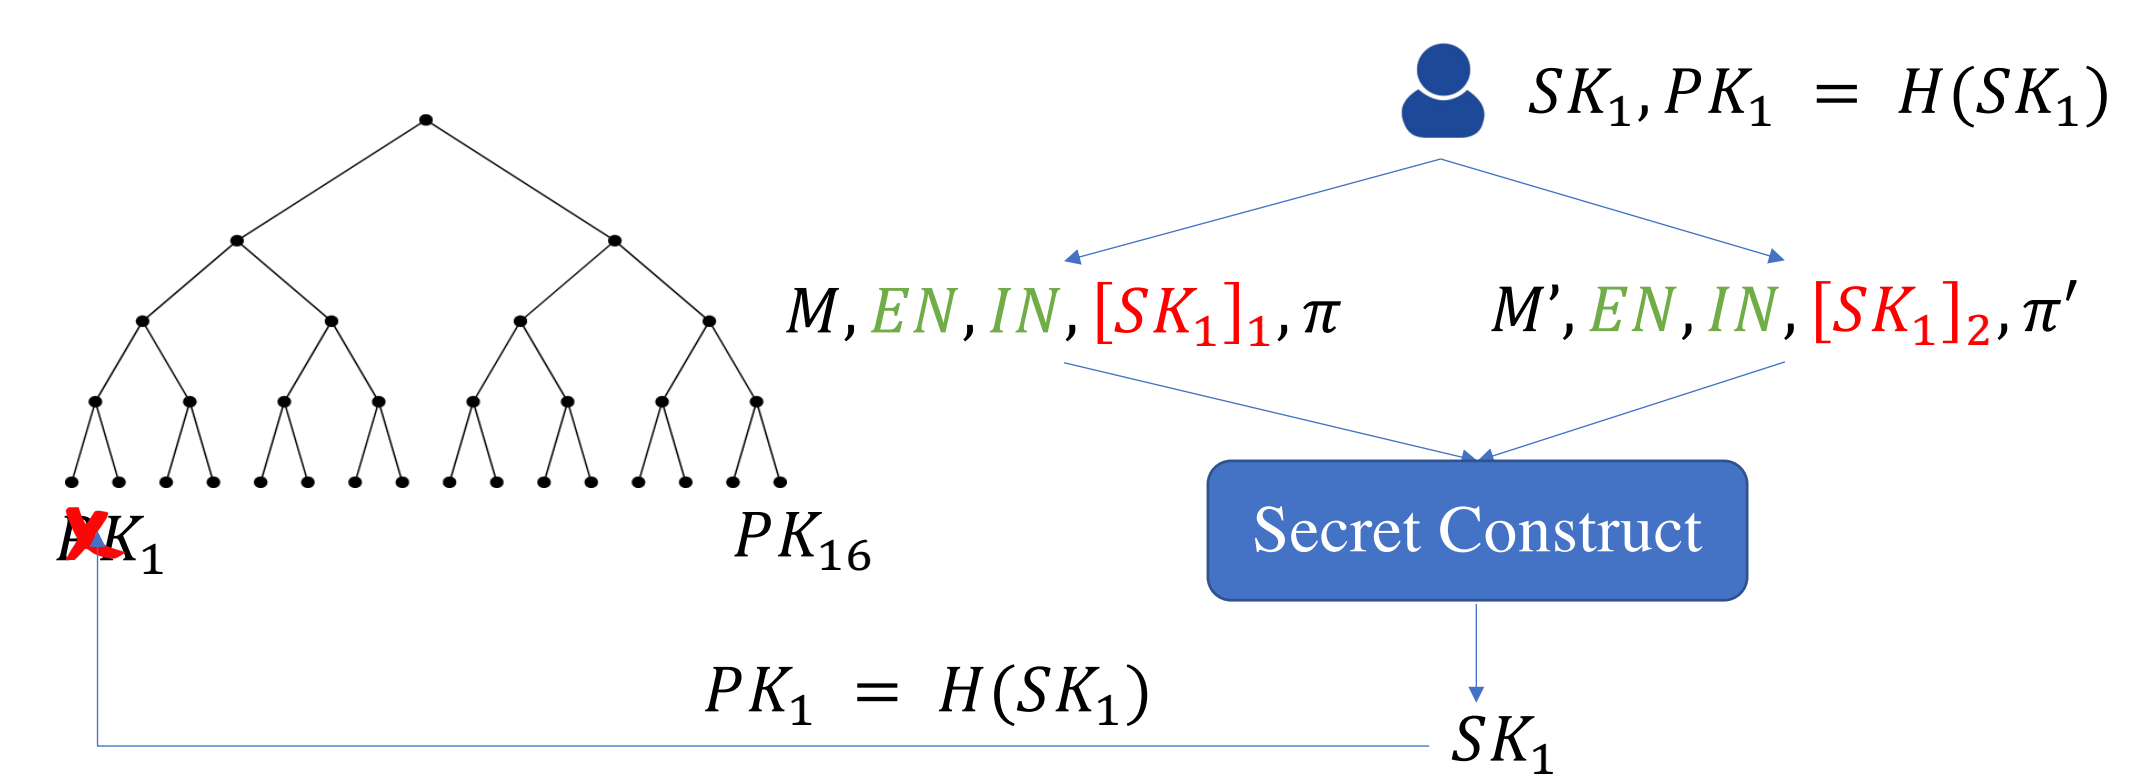 SK₁, PK₁ = H(SK₁)
M, EN, IN, [SK₁]₁, π
M’, EN, IN, [SK₁]₂, π′
PK₁
PK₁₆
Secret Construct
PK₁ = H(SK₁)
SK₁